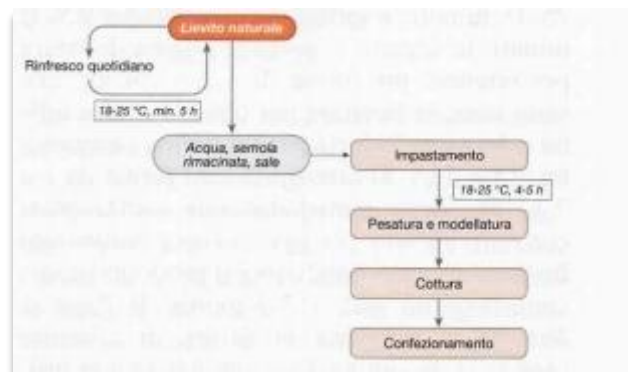 Lievito naturale
Rinfresco quotidiano
18-25 °C, min. 5 h
Acqua, semola
rimacinata, sale
Impastamento
18-25 °C, 4-5 h
Pesatura e modellatura
Cottura
Confezionamento